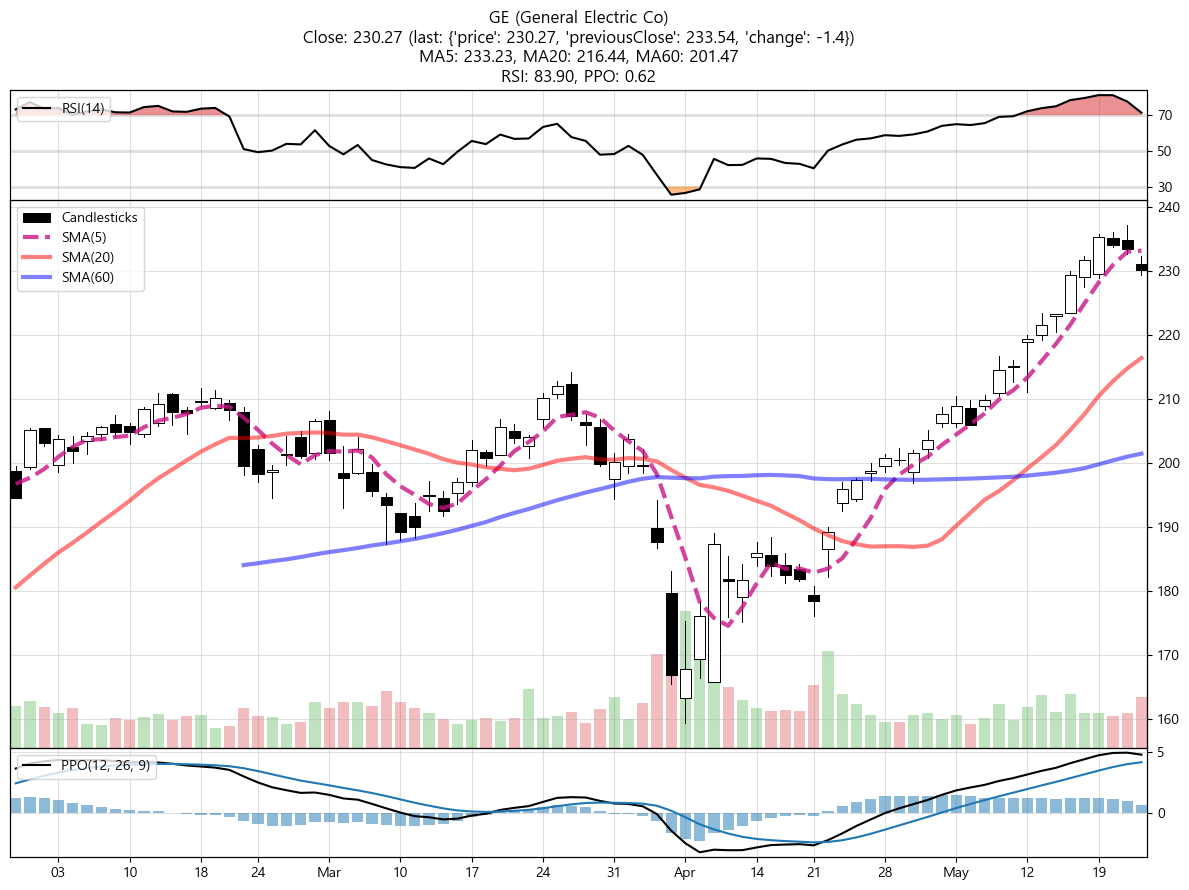 GE (General Electric Co)
Close: 230.27 (last: {'price': 230.27, 'previousClose': 233.54, 'change': -1.4})
MA5: 233.23, MA20: 216.44, MA60: 201.47
RSI: 83.90, PPO: 0.62
RSI(14)
70
50
30
Candlesticks
SMA(5)
SMA(20)
SMA(60)
240
230
220
210
200
190
180
170
160
PPO(12, 26, 9)
5
0
03 10 18 24 Mar 10 17 24 31 Apr 14 21 28 May 12 19